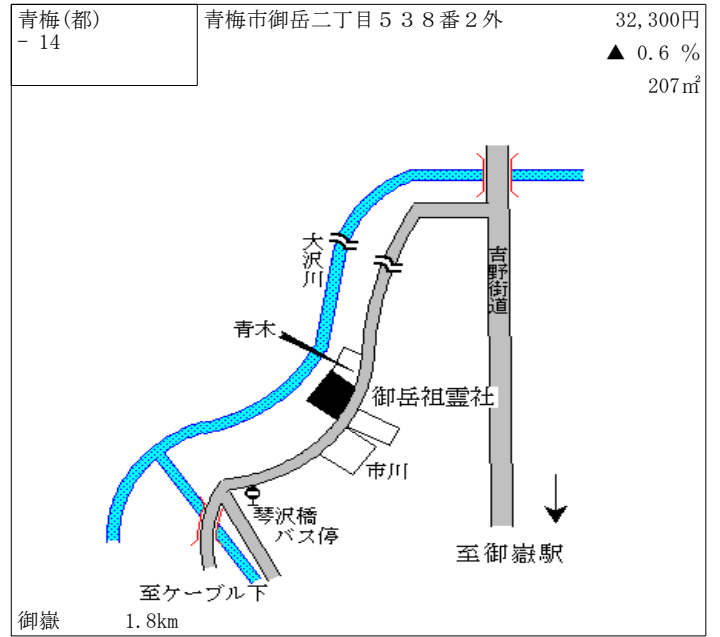 青梅(都)
- 14
青梅市御岳二丁目５３８番２外
32,300円
▲ 0.6 %
207㎡
大沢川
吉野街道
青木
御岳祖霊社
市川
琴沢橋
バス停
至御嶽駅
至ケーブル下
御嶽 1.8km